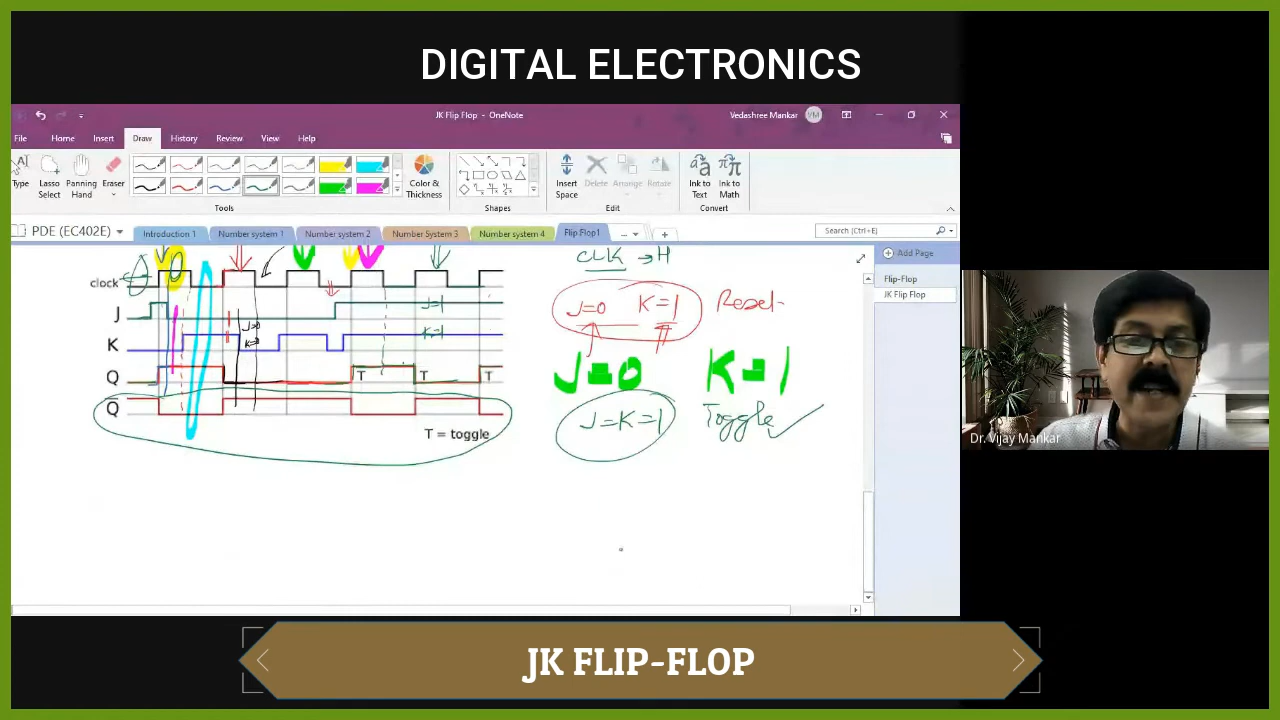 DIGITAL ELECTRONICS
JK Flip Flop - OneNote
Vedashree Mankar
File Home Insert Draw History Review View Help
Type
Lasso Select
Panning Hand
Eraser
Color & Thickness
Insert Space
Delete
Arrange
Rotate
Ink to Text
Ink to Math
Tools
Shapes
Edit
Convert
PDE (EC402E)
Introduction 1
Number system 1
Number system 2
Number System 3
Number system 4
Flip Flop1
Search (Ctrl+E)
Add Page
Flip-Flop
JK Flip Flop
CLK → H
clock
J
J=1
J=0 K=1 Reset
K
K=1
Q T T T
J=0 K=1
Q
J=K=1 Toggle
T = toggle
Dr. Vijay Mankar
JK FLIP-FLOP